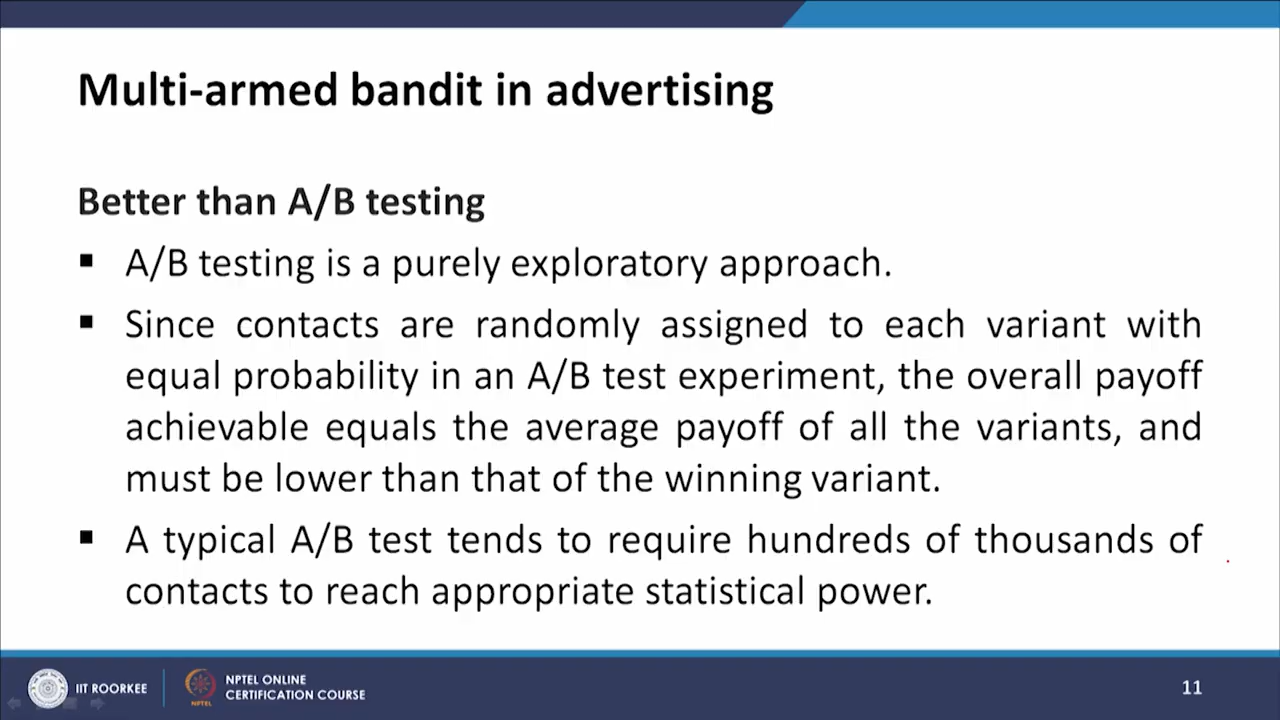 Multi-armed bandit in advertising
Better than A/B testing
▪ A/B testing is a purely exploratory approach.
▪ Since contacts are randomly assigned to each variant with
equal probability in an A/B test experiment, the overall payoff
achievable equals the average payoff of all the variants, and
must be lower than that of the winning variant.
▪ A typical A/B test tends to require hundreds of thousands of
contacts to reach appropriate statistical power.
IIT ROORKEE
NPTEL
NPTEL ONLINE
CERTIFICATION COURSE
11